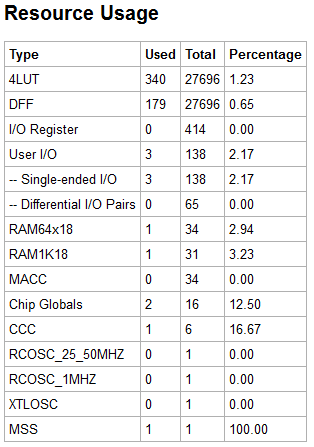 Resource Usage
Type Used Total Percentage
4LUT 340 27696 1.23
DFF 179 27696 0.65
I/O Register 0 414 0.00
User I/O 3 138 2.17
-- Single-ended I/O 3 138 2.17
-- Differential I/O Pairs 0 65 0.00
RAM64x18 1 34 2.94
RAM1K18 1 31 3.23
MACC 0 34 0.00
Chip Globals 2 16 12.50
CCC 1 6 16.67
RCOSC_25_50MHZ 0 1 0.00
RCOSC_1MHZ 0 1 0.00
XTLOSC 0 1 0.00
MSS 1 1 100.00